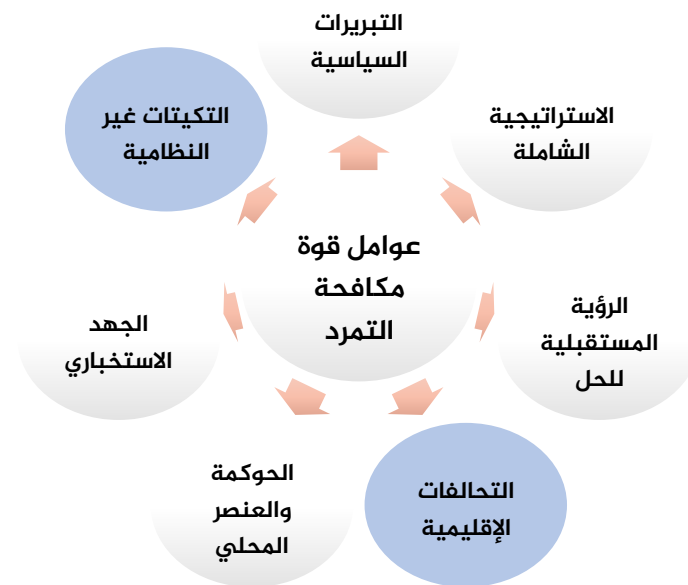 التبريرات
السياسية
الاستراتيجية
الشاملة
الرؤية
المستقبلية
للحل
التحالفات
الإقليمية
الحوكمة
والعنصر
المحلي
الجهد
الاستخباري
التكيتات غير
النظامية
عوامل قوة
مكافحة
التمرد